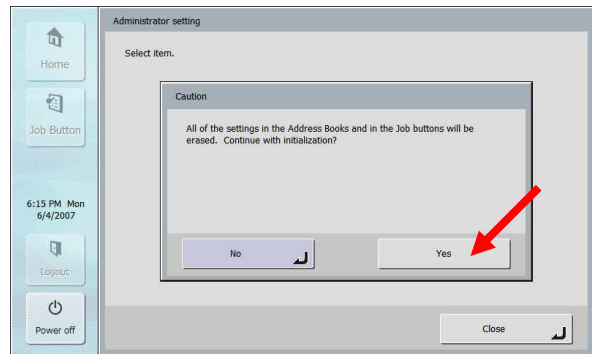 Administrator setting
Select item.
Home
Job Button
6:15 PM Mon
6/4/2007
Logout
Power off
Caution
All of the settings in the Address Books and in the Job buttons will be
erased. Continue with initialization?
No
Yes
Close